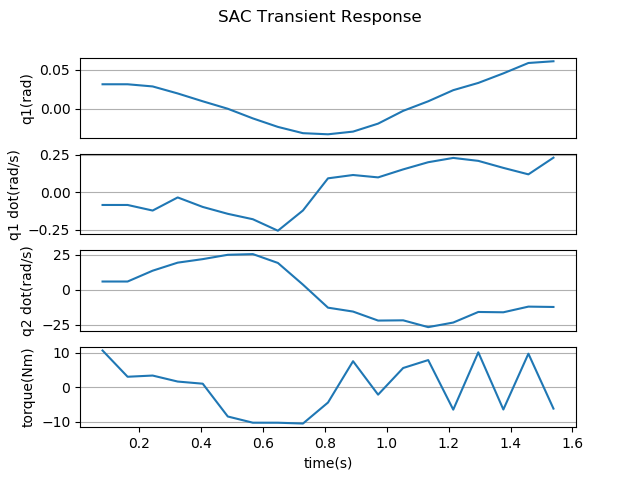 SAC Transient Response
0.05
0.00
q1(rad)
0.25
0.00
−0.25
q1 dot(rad/s)
25
0
−25
q2 dot(rad/s)
10
0
−10
torque(Nm)
0.2 0.4 0.6 0.8 1.0 1.2 1.4 1.6
time(s)